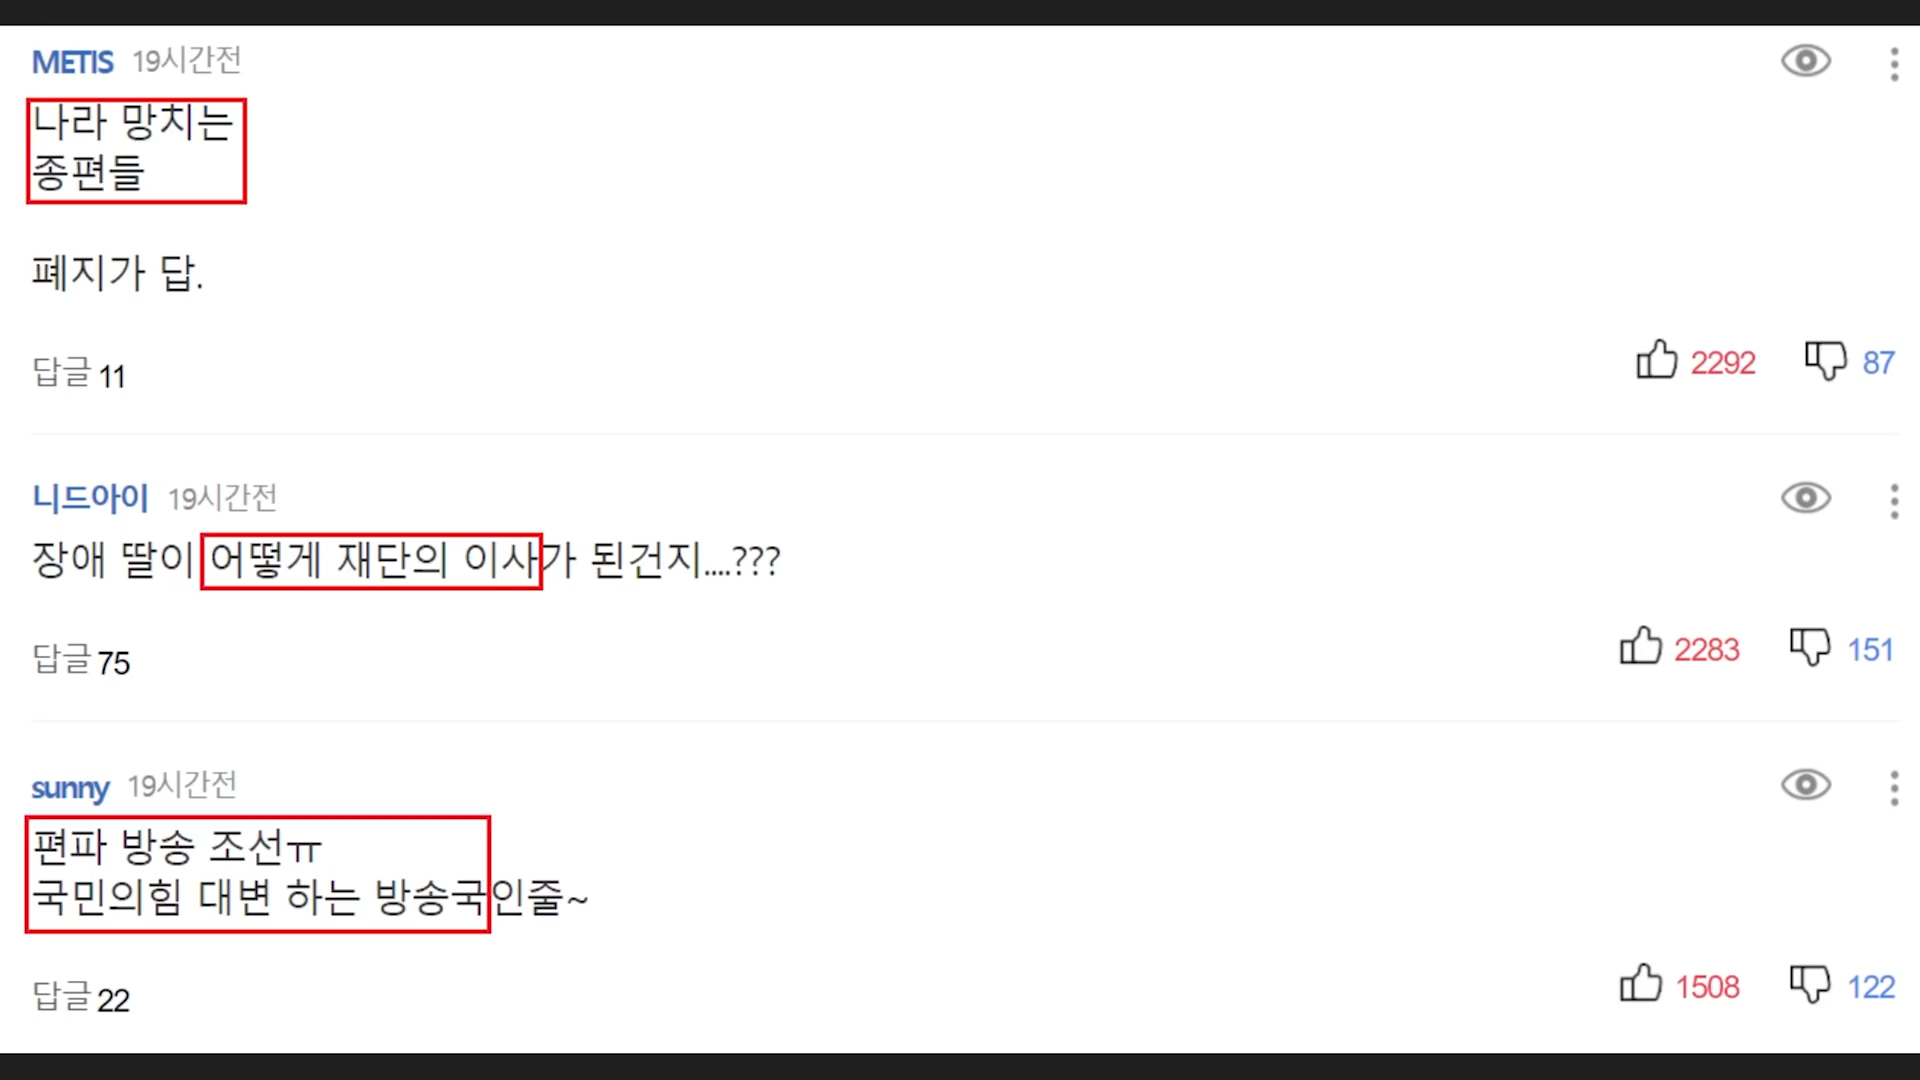 METIS 19시간전
나라 망치는
종편들
폐지가 답.
답글 11 2292 87
니드아이 19시간전
장애 딸이 어떻게 재단의 이사가 된건지....???
답글 75 2283 151
sunny 19시간전
편파 방송 조선ㅠ
국민의힘 대변 하는 방송국인줄~
답글 22 1508 122